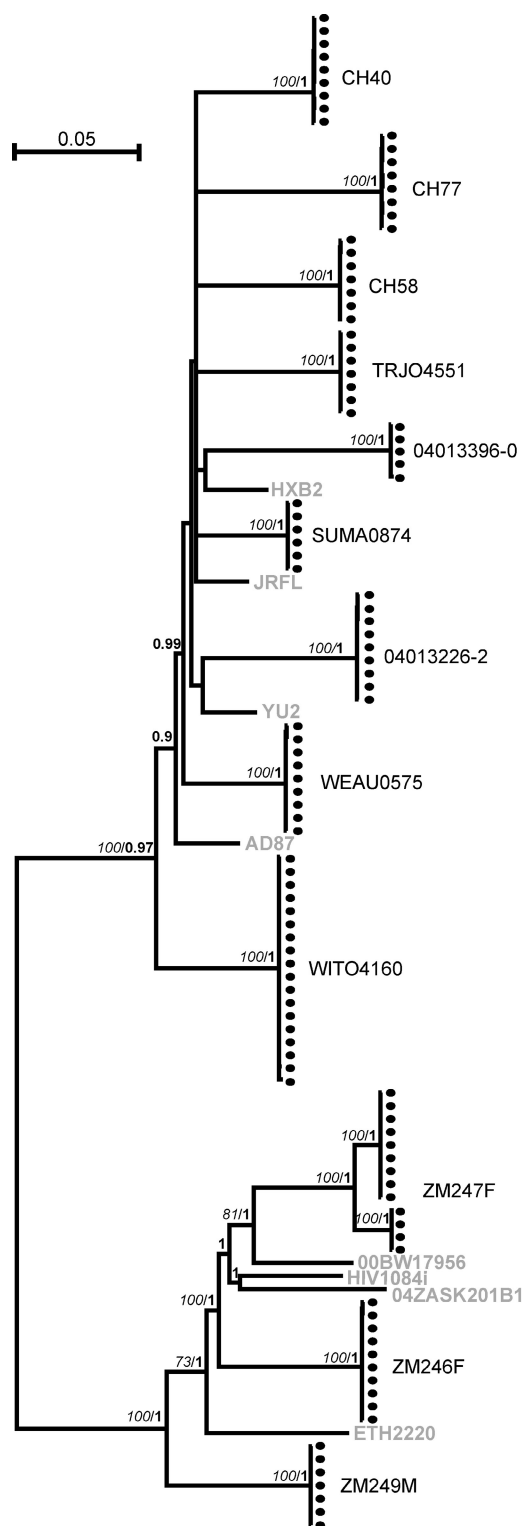 100/1
CH40
0.05
100/1
CH77
100/1
CH58
100/1
TRJO4551
100/1
04013396-0
HXB2
100/1
SUMA0874
JRFL
0.99
100/1
04013226-2
YU2
0.9
100/1
WEAU0575
AD87
100/0.97
100/1
WITO4160
100/1
100/1
ZM247F
81/1
100/1
1
00BW17956
1
HIV1084i
04ZASK201B1
100/1
100/1
ZM246F
73/1
ETH2220
100/1
100/1
ZM249M